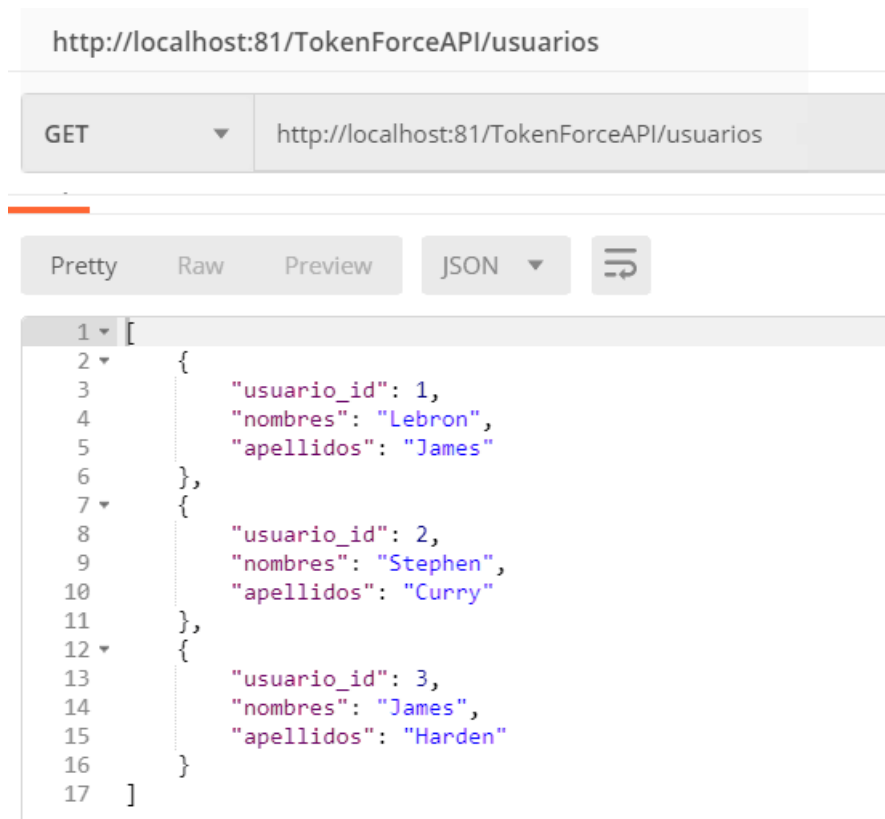 http://localhost:81/TokenForceAPI/usuarios
GET http://localhost:81/TokenForceAPI/usuarios
Pretty Raw Preview JSON
1 [
2 {
3 "usuario_id": 1,
4 "nombres": "Lebron",
5 "apellidos": "James"
6 },
7 {
8 "usuario_id": 2,
9 "nombres": "Stephen",
10 "apellidos": "Curry"
11 },
12 {
13 "usuario_id": 3,
14 "nombres": "James",
15 "apellidos": "Harden"
16 }
17 ]